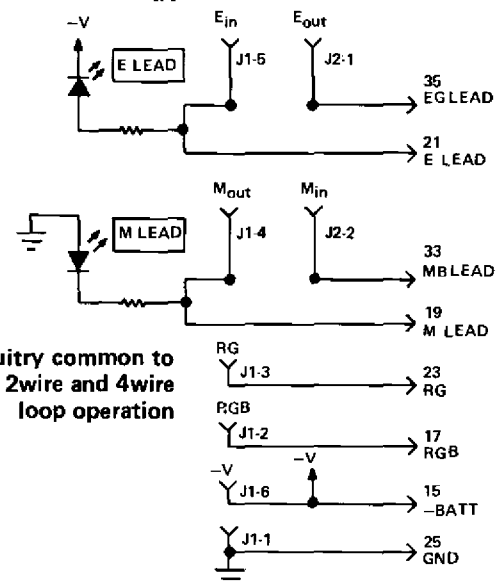 −V
E LEAD
Ein
J1-5
Eout
J2-1
35
EG LEAD
21
E LEAD
M LEAD
Mout
J1-4
Min
J2-2
33
MB LEAD
19
M LEAD
uitry common to
2wire and 4wire
loop operation
RG
J1-3
23
RG
RGB
J1-2
17
RGB
−V
J1-6
−V
15
−BATT
J1-1
25
GND